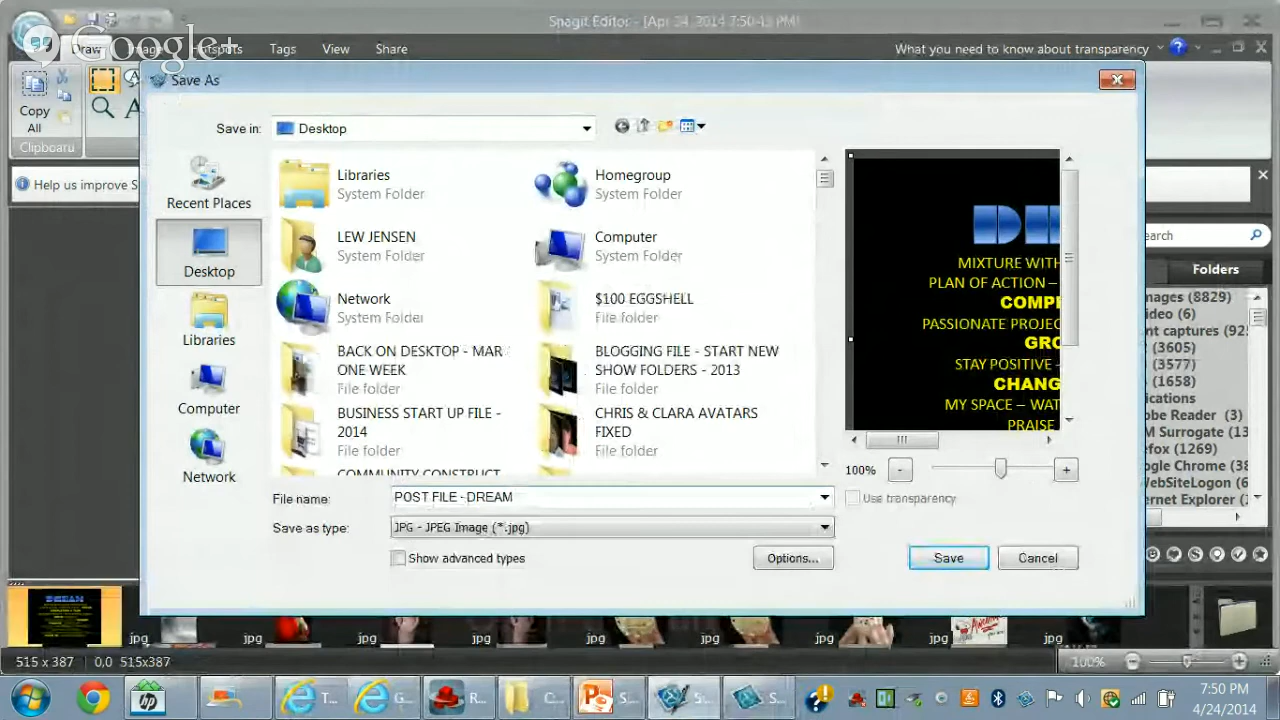 Snagit Editor - [Apr 24, 2014 7:50:43 PM]
Google+
Draw Hotspots Tags View Share
What you need to know about transparency
Copy
All
Save As
Save in: Desktop
Help us improve S
Recent Places
Desktop
Libraries
Computer
Network
Libraries
System Folder
Homegroup
System Folder
LEW JENSEN
System Folder
Computer
System Folder
Network
System Folder
$100 EGGSHELL
File folder
BACK ON DESKTOP - MAR
ONE WEEK
File folder
BLOGGING FILE - START NEW
SHOW FOLDERS - 2013
File folder
BUSINESS START UP FILE -
2014
File folder
CHRIS & CLARA AVATARS
FIXED
File folder
COMMUNITY CONSTRUCT
MIXTURE WITH
PLAN OF ACTION –
COMPI
PASSIONATE PROJEC
GRO
STAY POSITIVE -
CHANG
MY SPACE – WAT
PRAISE
100% - +
File name: POST FILE - DREAM
Use transparency
Save as type: JPG - JPEG Image (*.jpg)
Show advanced types
Options... Save Cancel
earch
Folders
mages (8829)
ideo (6)
nt captures (92
(3605)
(3577)
(1658)
ications
obe Reader (3)
M Surrogate (13
efox (1269)
ogle Chrome (38
WebSiteLogon (6
ternet Explorer (
DREAM
jpg jpg jpg jpg jpg jpg jpg jpg jpg
515 x 387 0,0 515x387
100%
hp T... G... R... C... S... S... S...
7:50 PM
4/24/2014